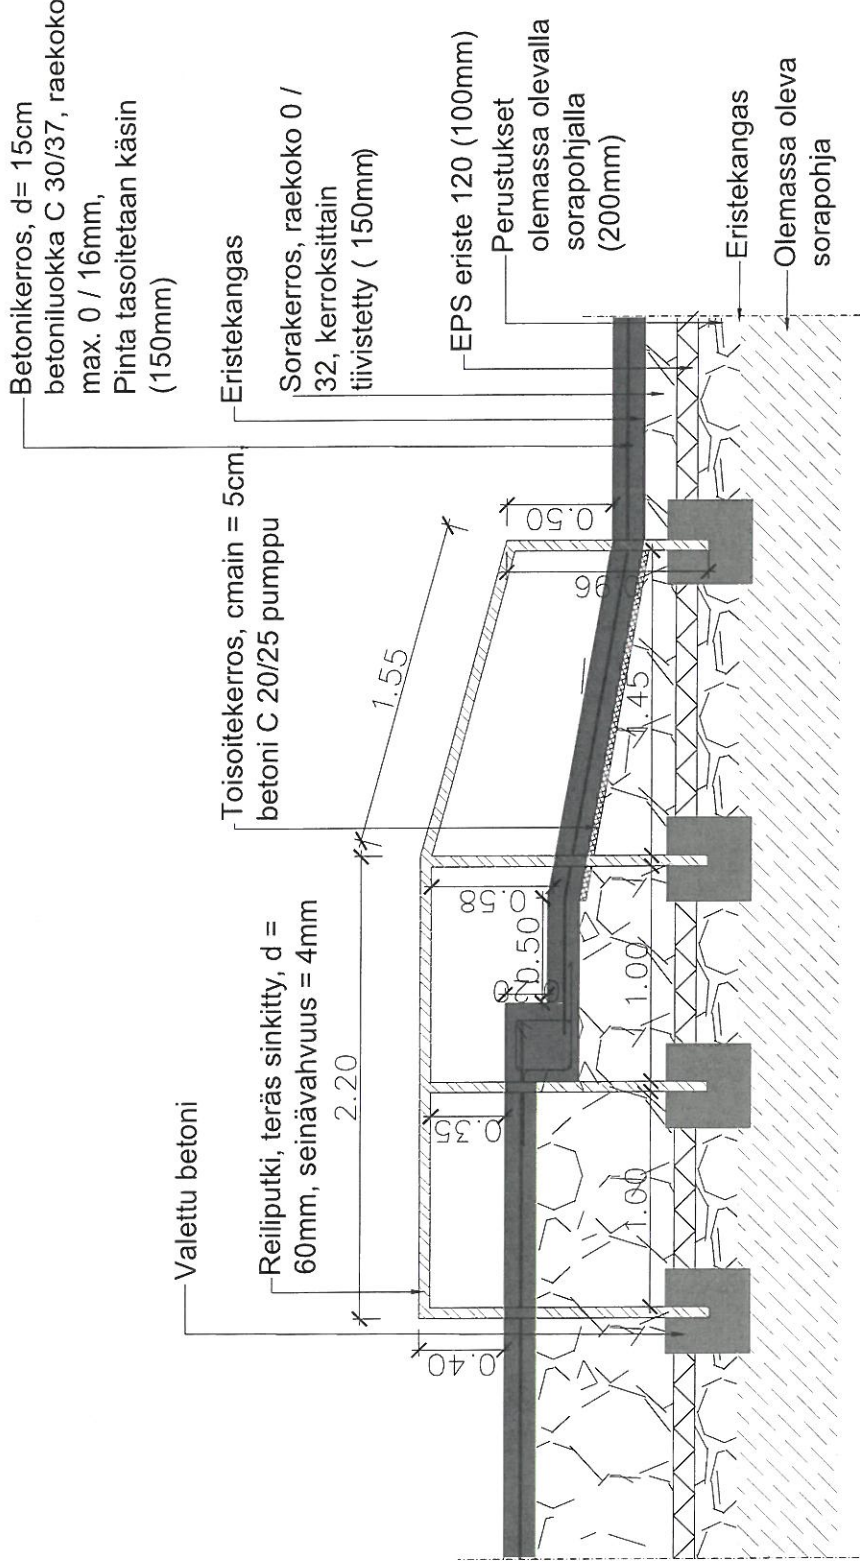 Betonikerros, d= 15cm
betoniluokka C 30/37, raekoko
max. 0 / 16mm,
Pinta tasoitetaan käsin
(150mm)
Eristekangas
Sorakerros, raekoko 0 /
32, kerroksittain
tiivistetty ( 150mm)
EPS eriste 120 (100mm)
Perustukset
olemassa olevalla
sorapohjalla
(200mm)
Eristekangas
Olemassa oleva
sorapohja
Toisoitekerros, cmain = 5cm,
betoni C 20/25 pumppu
Reiliputki, teräs sinkitty, d =
60mm, seinävahvuus = 4mm
Valettu betoni
2.20
1.55
0.40
0.35
0.58
0.50
0.50
0.96
1.00
1.00
1.45